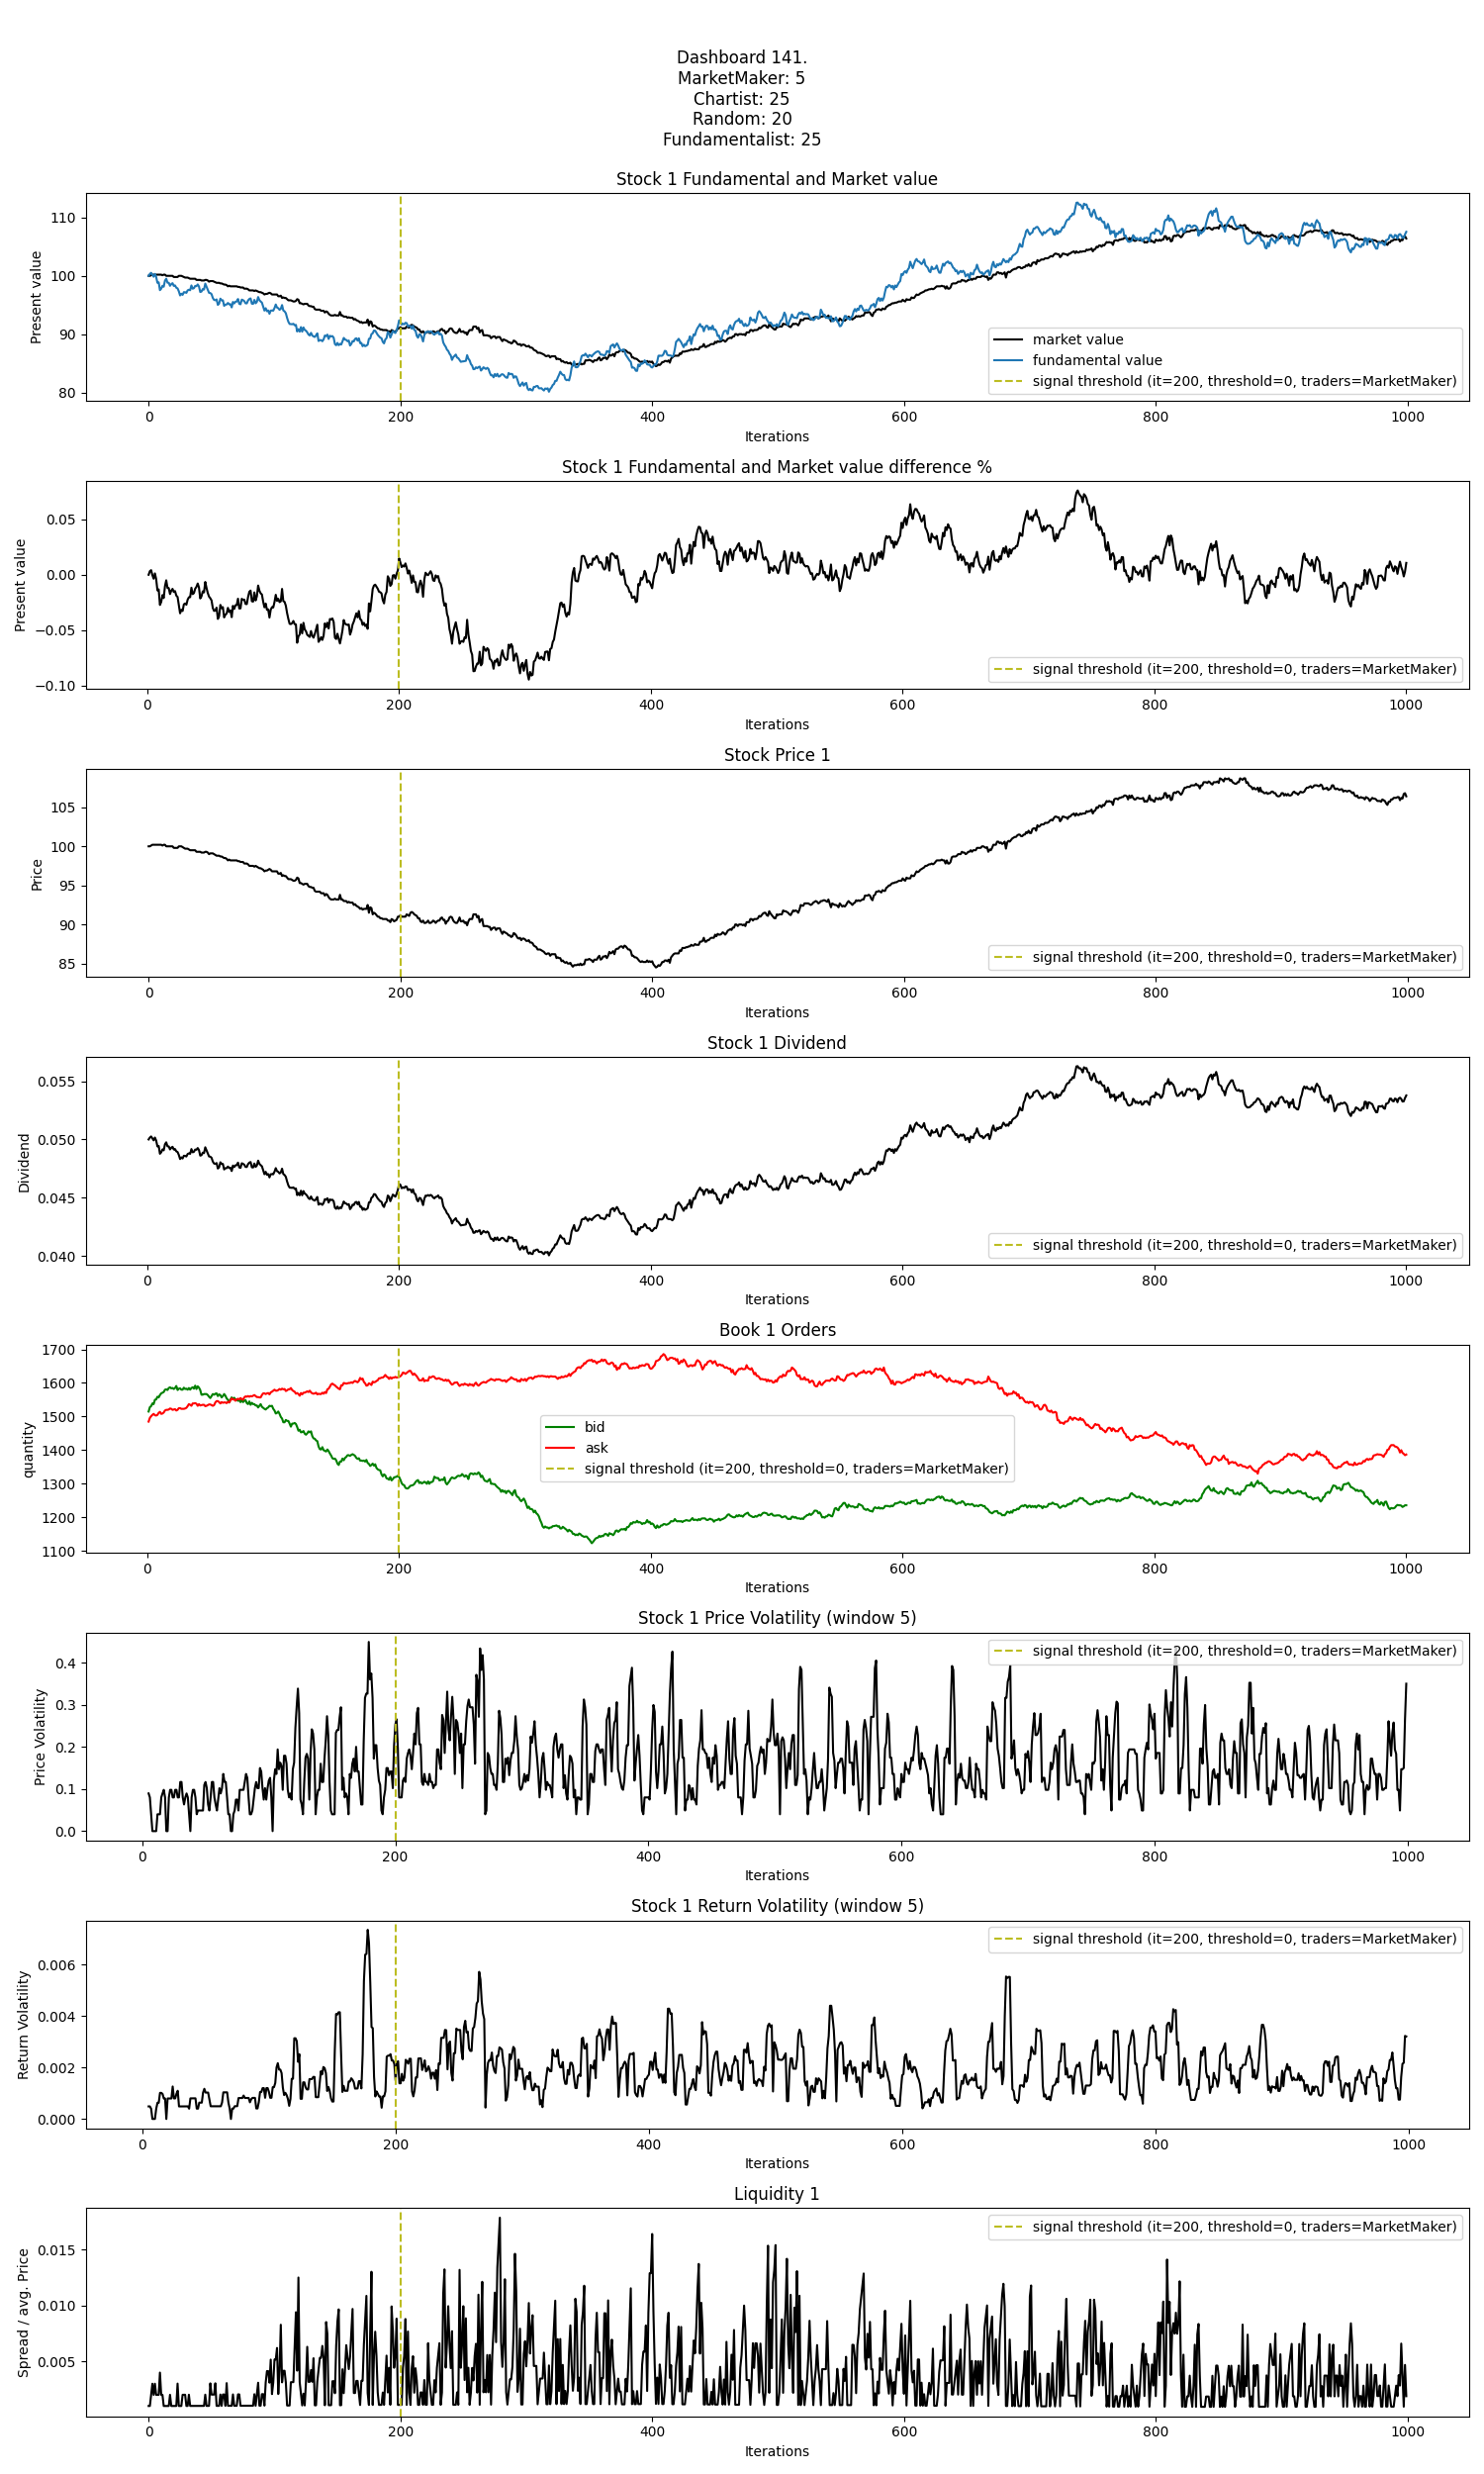 Dashboard 141.
MarketMaker: 5
Chartist: 25
Random: 20
Fundamentalist: 25
Stock 1 Fundamental and Market value
Present value
110
100
90
80
market value
fundamental value
signal threshold (it=200, threshold=0, traders=MarketMaker)
0 200 400 600 800 1000
Iterations
Stock 1 Fundamental and Market value difference %
Present value
0.05
0.00
−0.05
−0.10
signal threshold (it=200, threshold=0, traders=MarketMaker)
0 200 400 600 800 1000
Iterations
Stock Price 1
Price
105
100
95
90
85
signal threshold (it=200, threshold=0, traders=MarketMaker)
0 200 400 600 800 1000
Iterations
Stock 1 Dividend
Dividend
0.055
0.050
0.045
0.040
signal threshold (it=200, threshold=0, traders=MarketMaker)
0 200 400 600 800 1000
Iterations
Book 1 Orders
quantity
1700
1600
1500
1400
1300
1200
1100
bid
ask
signal threshold (it=200, threshold=0, traders=MarketMaker)
0 200 400 600 800 1000
Iterations
Stock 1 Price Volatility (window 5)
Price Volatility
0.4
0.3
0.2
0.1
0.0
signal threshold (it=200, threshold=0, traders=MarketMaker)
0 200 400 600 800 1000
Iterations
Stock 1 Return Volatility (window 5)
Return Volatility
0.006
0.004
0.002
0.000
signal threshold (it=200, threshold=0, traders=MarketMaker)
0 200 400 600 800 1000
Iterations
Liquidity 1
Spread / avg. Price
0.015
0.010
0.005
signal threshold (it=200, threshold=0, traders=MarketMaker)
0 200 400 600 800 1000
Iterations